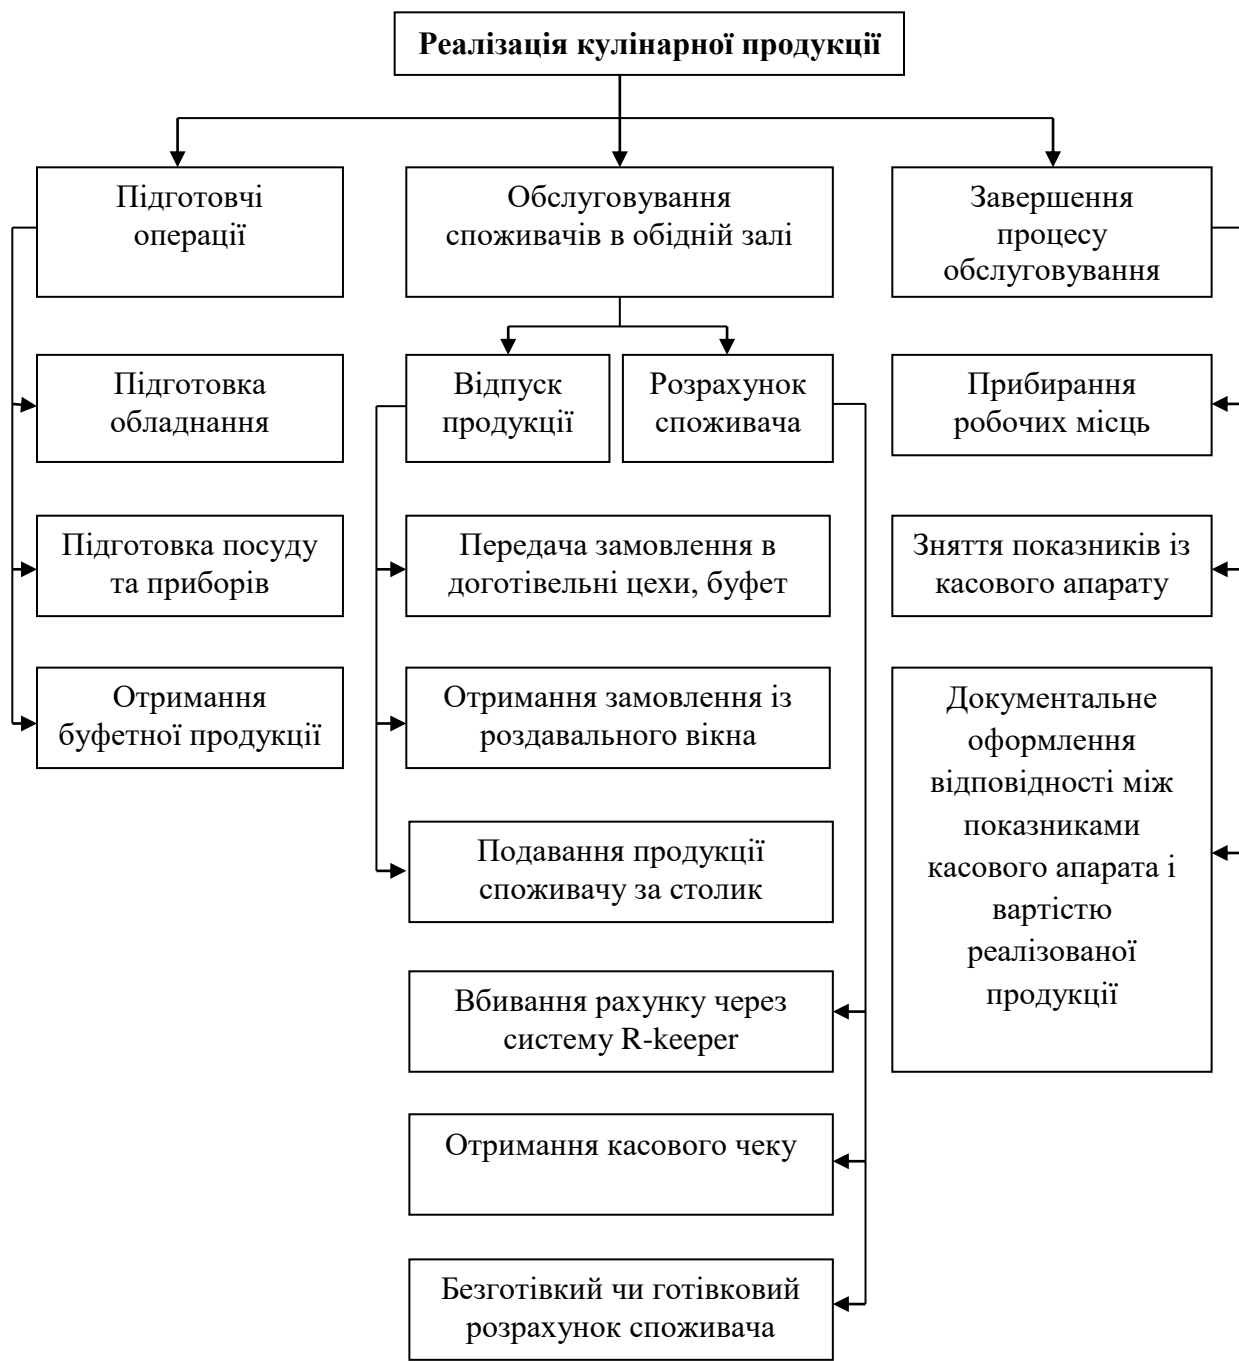 Реалізація кулінарної продукції
Підготовчі
операції
Обслуговування
споживачів в обідній залі
Завершення
процесу
обслуговування
Підготовка
обладнання
Відпуск
продукції
Розрахунок
споживача
Прибирання
робочих місць
Підготовка посуду
та приборів
Передача замовлення в
доготівельні цехи, буфет
Зняття показників із
касового апарату
Отримання
буфетної продукції
Отримання замовлення із
роздавального вікна
Документальне
оформлення
відповідності між
показниками
касового апарата і
вартістю
реалізованої
продукції
Подавання продукції
споживачу за столик
Вбивання рахунку через
систему R-keeper
Отримання касового чеку
Безготівкий чи готівковий
розрахунок споживача